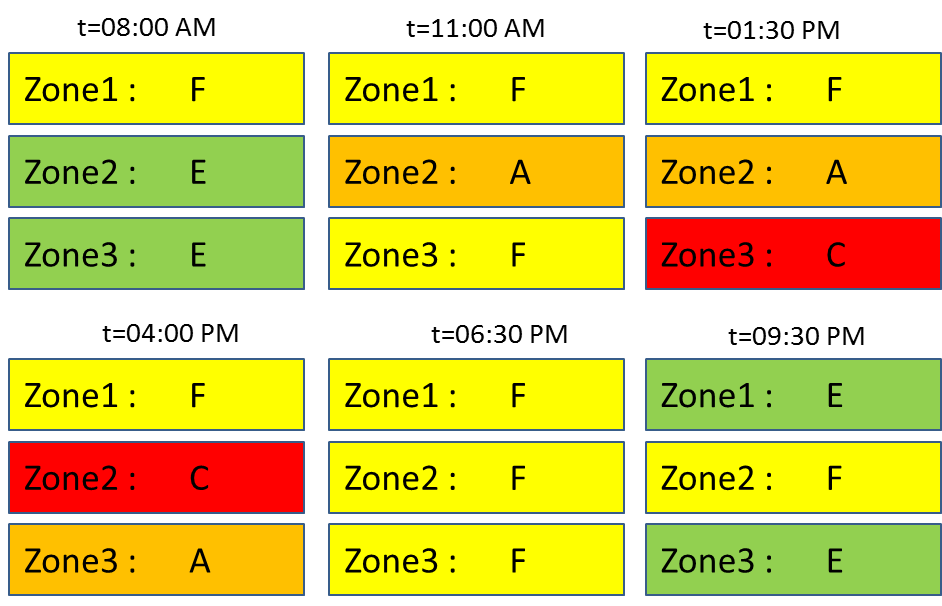 t=08:00 AM
Zone1 : F
Zone2 : E
Zone3 : E
t=11:00 AM
Zone1 : F
Zone2 : A
Zone3 : F
t=01:30 PM
Zone1 : F
Zone2 : A
Zone3 : C
t=04:00 PM
Zone1 : F
Zone2 : C
Zone3 : A
t=06:30 PM
Zone1 : F
Zone2 : F
Zone3 : F
t=09:30 PM
Zone1 : E
Zone2 : F
Zone3 : E